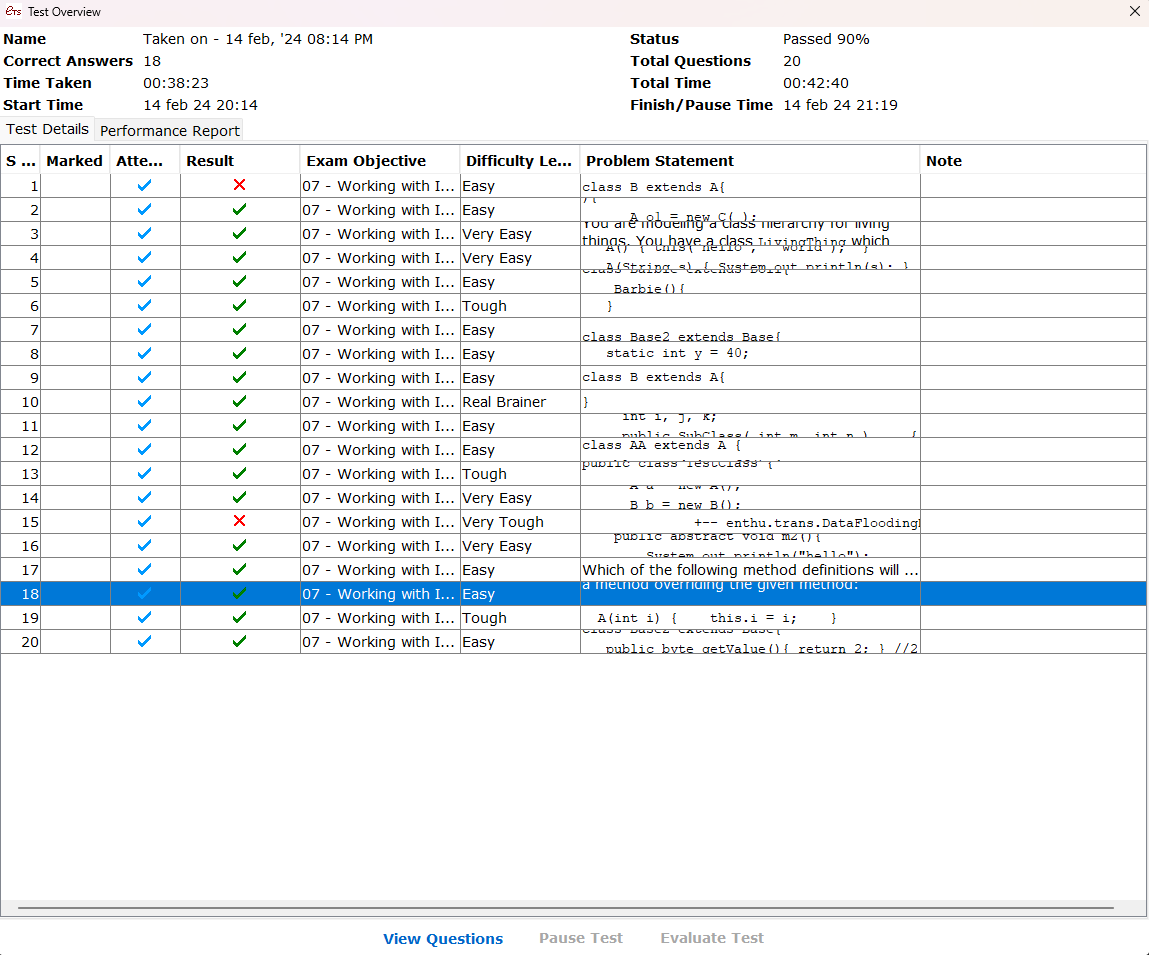 ETS Test Overview
Name Taken on - 14 feb, '24 08:14 PM Status Passed 90%
Correct Answers 18 Total Questions 20
Time Taken 00:38:23 Total Time 00:42:40
Start Time 14 feb 24 20:14 Finish/Pause Time 14 feb 24 21:19
Test Details Performance Report
S ... Marked Atte... Result Exam Objective Difficulty Le... Problem Statement Note
1 07 - Working with I... Easy class B extends A{
2 07 - Working with I... Easy A o1 = new C( );
3 07 - Working with I... Very Easy You are modeling a class hierarchy for living
things. You have a class LivingThing which
4 07 - Working with I... Very Easy A() { this("hello", "world"); }
A(String s) { System.out.println(s); }
5 07 - Working with I... Easy
Barbie(){
6 07 - Working with I... Tough }
7 07 - Working with I... Easy class Base2 extends Base{
8 07 - Working with I... Easy static int y = 40;
9 07 - Working with I... Easy class B extends A{
10 07 - Working with I... Real Brainer }
11 07 - Working with I... Easy int i, j, k;
public SubClass( int m, int n ) {
12 07 - Working with I... Easy class AA extends A {
13 07 - Working with I... Tough public class TestClass {
14 07 - Working with I... Very Easy A a = new A();
B b = new B();
15 07 - Working with I... Very Tough +-- enthu.trans.DataFlooding
16 07 - Working with I... Very Easy public abstract void m2(){
System.out.println("hello");
17 07 - Working with I... Easy Which of the following method definitions will ...
18 07 - Working with I... Easy a method overriding the given method:
19 07 - Working with I... Tough A(int i) { this.i = i; }
20 07 - Working with I... Easy class Base2 extends Base{
public byte getValue(){ return 2; } //2
View Questions Pause Test Evaluate Test